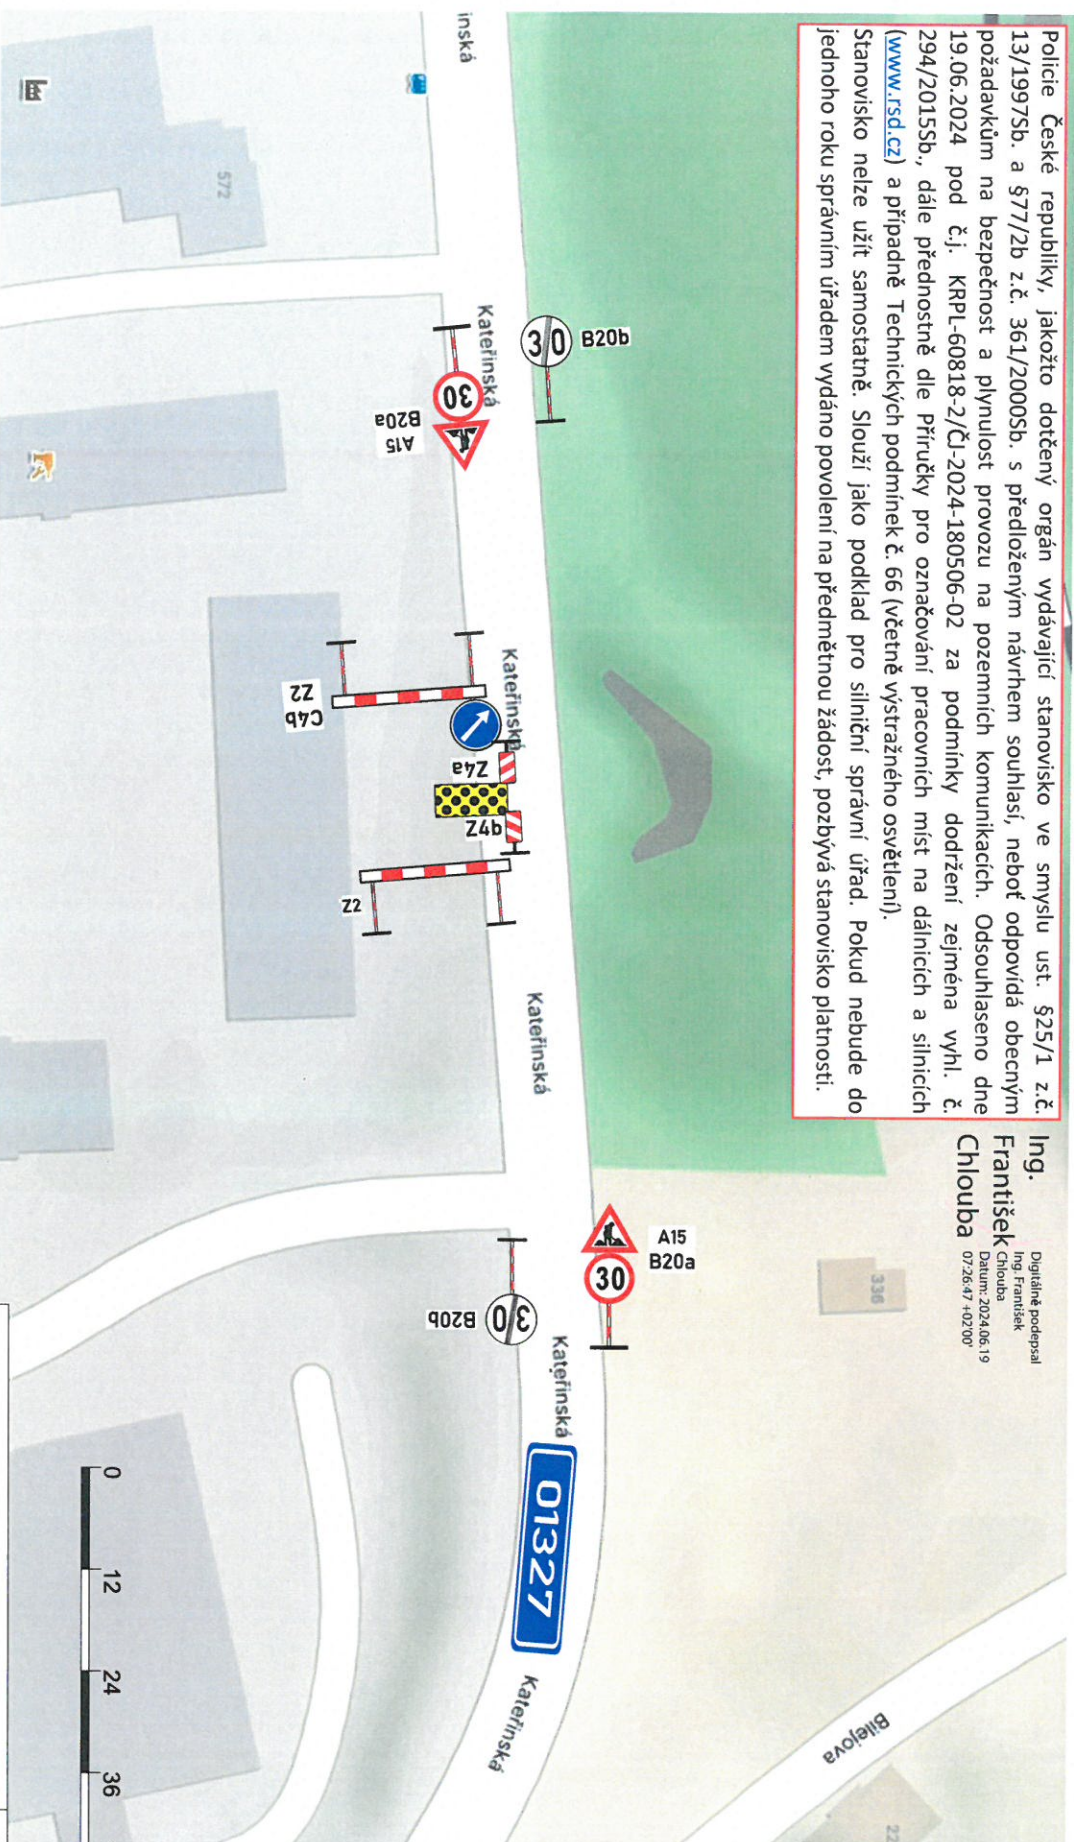 Policie České republiky, jakožto dotčený orgán vydávající stanovisko ve smyslu ust. §25/1 z.č.
13/1997Sb. a §77/2b z.č. 361/2000Sb. s předloženým návrhem souhlasí, neboť odpovídá obecným
požadavkům na bezpečnost a plynulost provozu na pozemních komunikacích. Odsouhlaseno dne
19.06.2024 pod č.j. KRPL-60818-2/ČJ-2024-180506-02 za podmínky dodržení zejména vyhl. č.
294/2015Sb., dále přednostně dle Příručky pro označování pracovních míst na dálnicích a silnicích
(www.rsd.cz) a případně Technických podmínek č. 66 (včetně výstražného osvětlení).
Stanovisko nelze užít samostatně. Slouží jako podklad pro silniční správní úřad. Pokud nebude do
jednoho roku správním úřadem vydáno povolení na předmětnou žádost, pozbývá stanovisko platnosti.
Ing.
František
Chlouba
Digitálně podepsal
Ing. František
Chlouba
Datum: 2024.06.19
07:26:47 +02'00'
336
A15
B20a
30
B20b
30
inská
Kateřinská
Kateřinská
Kateřinská
Kateřinská
Kateřinská
01327
Bilejova
22
572
30
B20a
A15
C4b
Z2
Z4a
Z4b
Z2
30
B20b
0
12
24
36